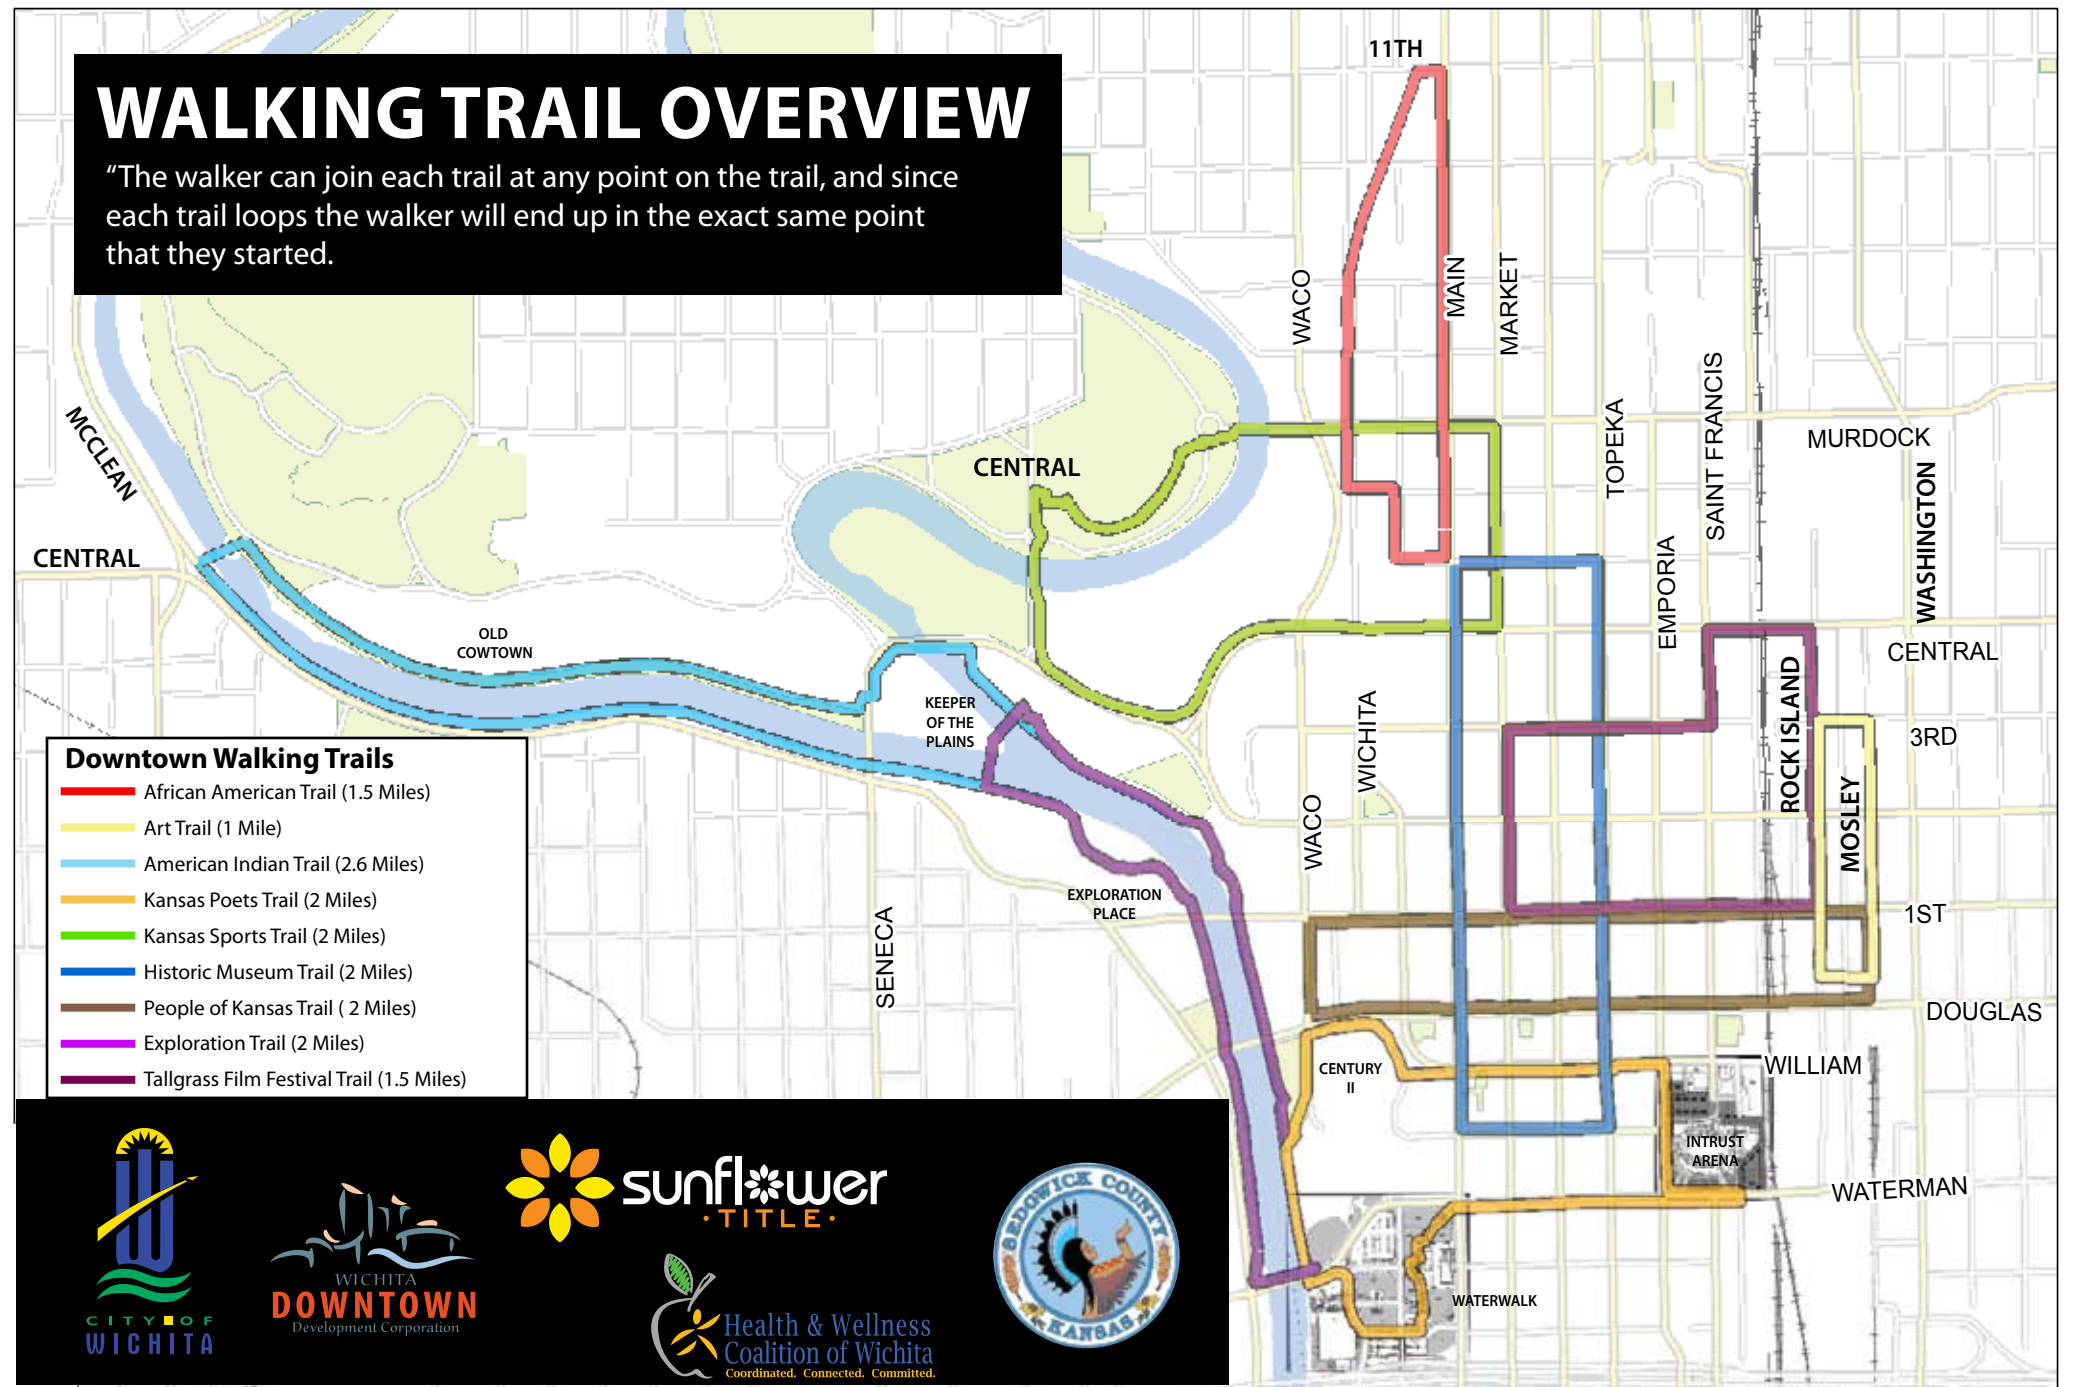 WALKING TRAIL OVERVIEW
“The walker can join each trail at any point on the trail, and since
each trail loops the walker will end up in the exact same point
that they started.
11TH
WACO
MAIN
MARKET
TOPEKA
SAINT FRANCIS
EMPORIA
MURDOCK
WASHINGTON
CENTRAL
ROCK ISLAND
3RD
MOSLEY
1ST
DOUGLAS
WILLIAM
WATERMAN
MCCLEAN
CENTRAL
CENTRAL
OLD
COWTOWN
KEEPER
OF THE
PLAINS
EXPLORATION
PLACE
SENECA
WICHITA
WACO
CENTURY
II
INTRUST
ARENA
WATERWALK
Downtown Walking Trails
African American Trail (1.5 Miles)
Art Trail (1 Mile)
American Indian Trail (2.6 Miles)
Kansas Poets Trail (2 Miles)
Kansas Sports Trail (2 Miles)
Historic Museum Trail (2 Miles)
People of Kansas Trail ( 2 Miles)
Exploration Trail (2 Miles)
Tallgrass Film Festival Trail (1.5 Miles)
CITY OF
WICHITA
WICHITA
DOWNTOWN
Development Corporation
sunflower
·TITLE·
Health & Wellness
Coalition of Wichita
Coordinated. Connected. Committed.
SEDGWICK COUNTY
KANSAS